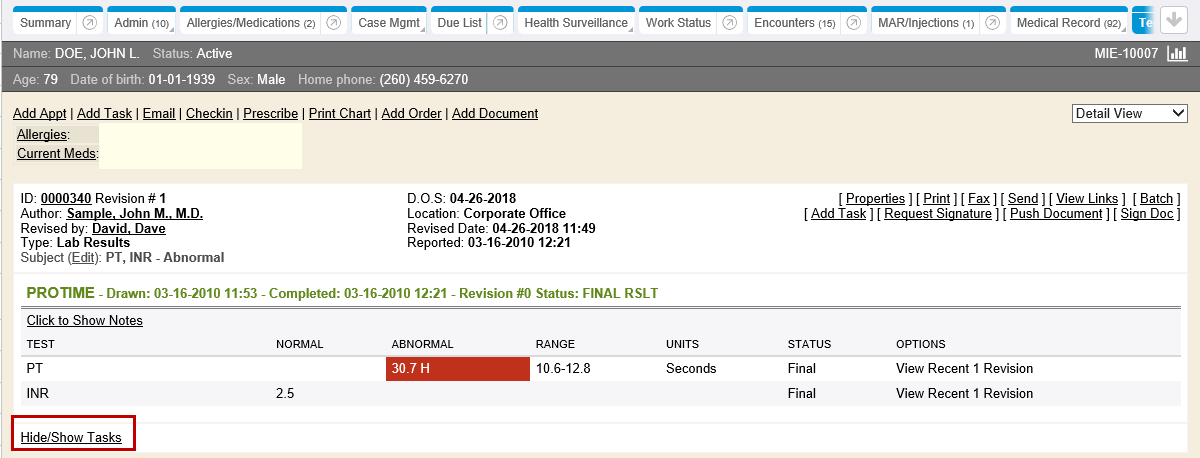 Summary Admin (10) Allergies/Medications (2) Case Mgmt Due List Health Surveillance Work Status Encounters (15) MAR/Injections (1) Medical Record (92) Te
Name: DOE, JOHN L. Status: Active MIE-10007
Age: 79 Date of birth: 01-01-1939 Sex: Male Home phone: (260) 459-6270
Add Appt | Add Task | Email | Checkin | Prescribe | Print Chart | Add Order | Add Document Detail View
Allergies:
Current Meds:
ID: 0000340 Revision # 1 D.O.S: 04-26-2018 [ Properties ] [ Print ] [ Fax ] [ Send ] [ View Links ] [ Batch ]
Author: Sample, John M., M.D. Location: Corporate Office [ Add Task ] [ Request Signature ] [ Push Document ] [ Sign Doc ]
Revised by: David, Dave Revised Date: 04-26-2018 11:49
Type: Lab Results Reported: 03-16-2010 12:21
Subject (Edit): PT, INR - Abnormal
PROTIME - Drawn: 03-16-2010 11:53 - Completed: 03-16-2010 12:21 - Revision #0 Status: FINAL RSLT
Click to Show Notes
TEST NORMAL ABNORMAL RANGE UNITS STATUS OPTIONS
PT 30.7 H 10.6-12.8 Seconds Final View Recent 1 Revision
INR 2.5 Final View Recent 1 Revision
Hide/Show Tasks